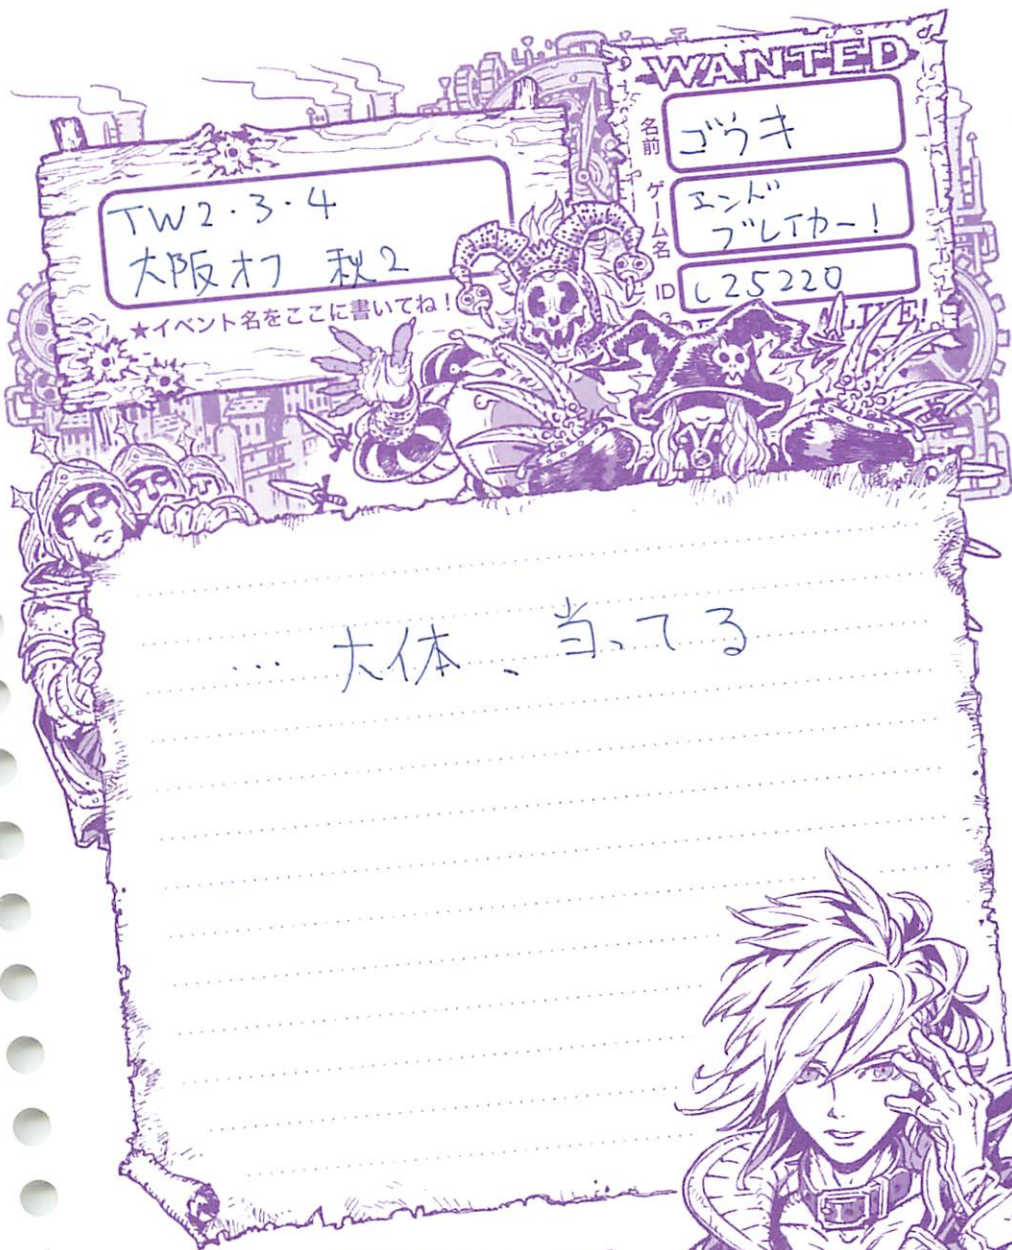 WANTED
名前
ゴウキ
ゲーム名
エンド
ブレイカー!
ID
c25220
TW2・3・4
大阪オフ 秋2
★イベント名をここに書いてね!
… 大体、当ってる